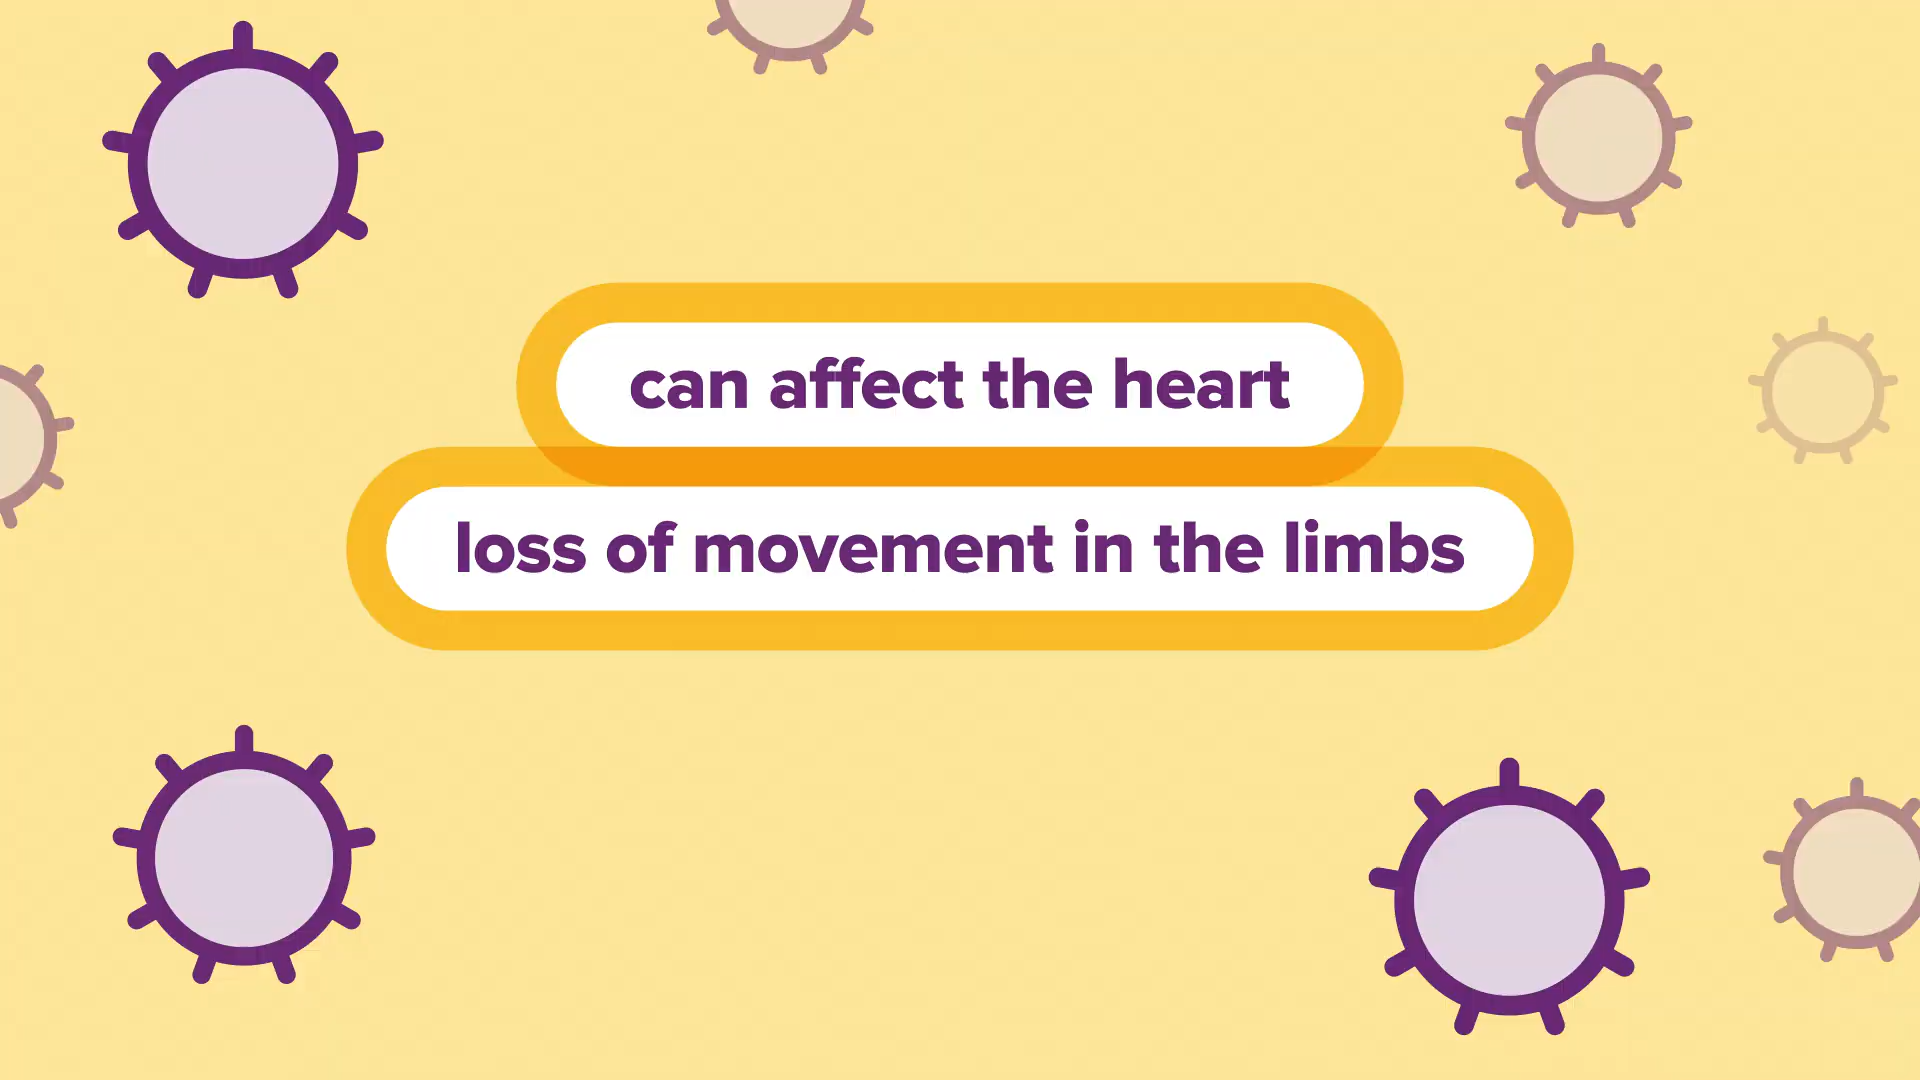 can affect the heart
loss of movement in the limbs